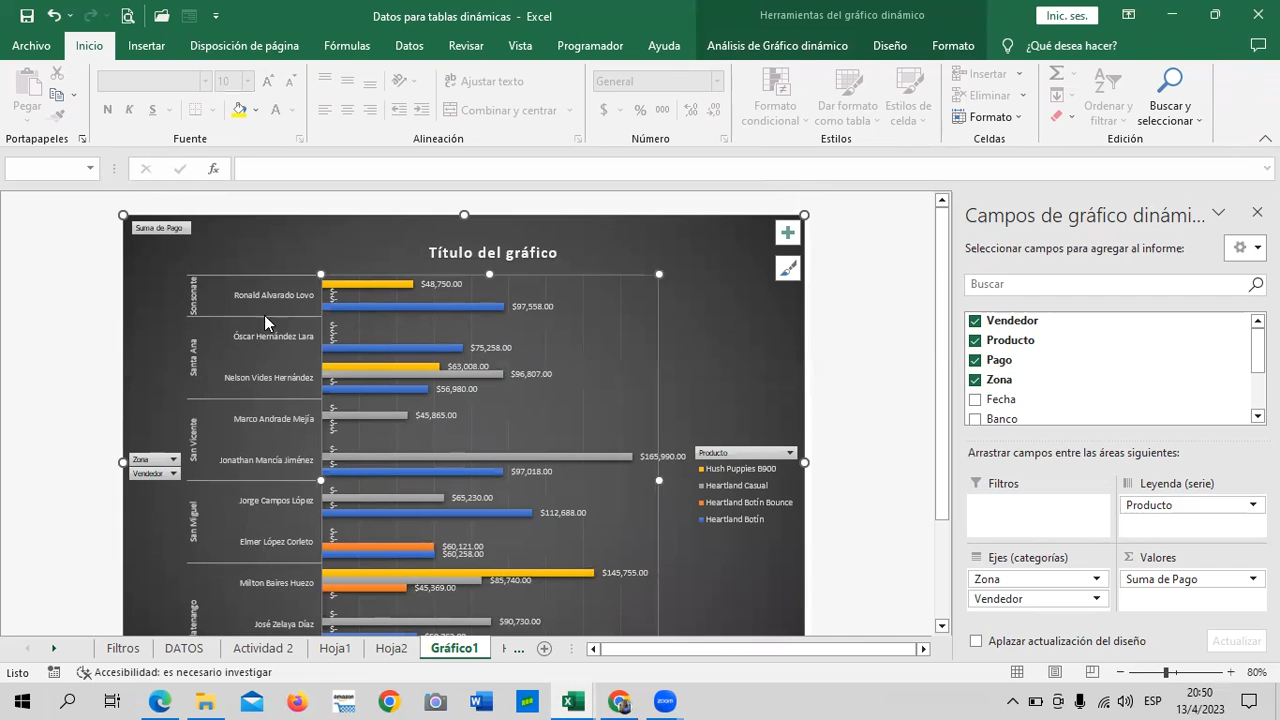 Datos para tablas dinámicas - Excel
Herramientas del gráfico dinámico
Inic. ses.
Archivo Inicio Insertar Disposición de página Fórmulas Datos Revisar Vista Programador Ayuda Análisis de Gráfico dinámico Diseño Formato ¿Qué desea hacer?
Pegar
10
Ajustar texto
Combinar y centrar
General
Formato condicional
Dar formato como tabla
Estilos de celda
Insertar
Eliminar
Formato
Ordenar y filtrar
Buscar y seleccionar
Portapapeles Fuente Alineación Número Estilos Celdas Edición
Suma de Pago
Título del gráfico
Sonsonate
Ronald Alvarado Lovo
$48,750.00
$-
$-
$97,558.00
Santa Ana
Óscar Hernández Lara
$-
$-
$-
$75,258.00
Nelson Vides Hernández
$63,008.00
$96,807.00
$-
$56,980.00
San Vicente
Marco Andrade Mejía
$-
$45,865.00
$-
$-
Jonathan Mancía Jiménez
$-
$165,990.00
$-
$97,018.00
San Miguel
Jorge Campos López
$-
$65,230.00
$-
$112,688.00
Elmer López Corleto
$-
$-
$60,121.00
$60,258.00
Milton Baires Huezo
$145,755.00
$85,740.00
$45,369.00
$-
José Zelaya Díaz
$-
$90,730.00
$-
Zona
Vendedor
Producto
Hush Puppies B900
Heartland Casual
Heartland Botín Bounce
Heartland Botín
Campos de gráfico dinámi...
Seleccionar campos para agregar al informe:
Buscar
Vendedor
Producto
Pago
Zona
Fecha
Banco
Arrastrar campos entre las áreas siguientes:
Filtros
Leyenda (serie)
Producto
Ejes (categorías)
Zona
Vendedor
Valores
Suma de Pago
Aplazar actualización del diseño
Actualizar
Filtros DATOS Actividad 2 Hoja1 Hoja2 Gráfico1 ...
Listo
Accesibilidad: es necesario investigar
80%
ESP
20:50
13/4/2023